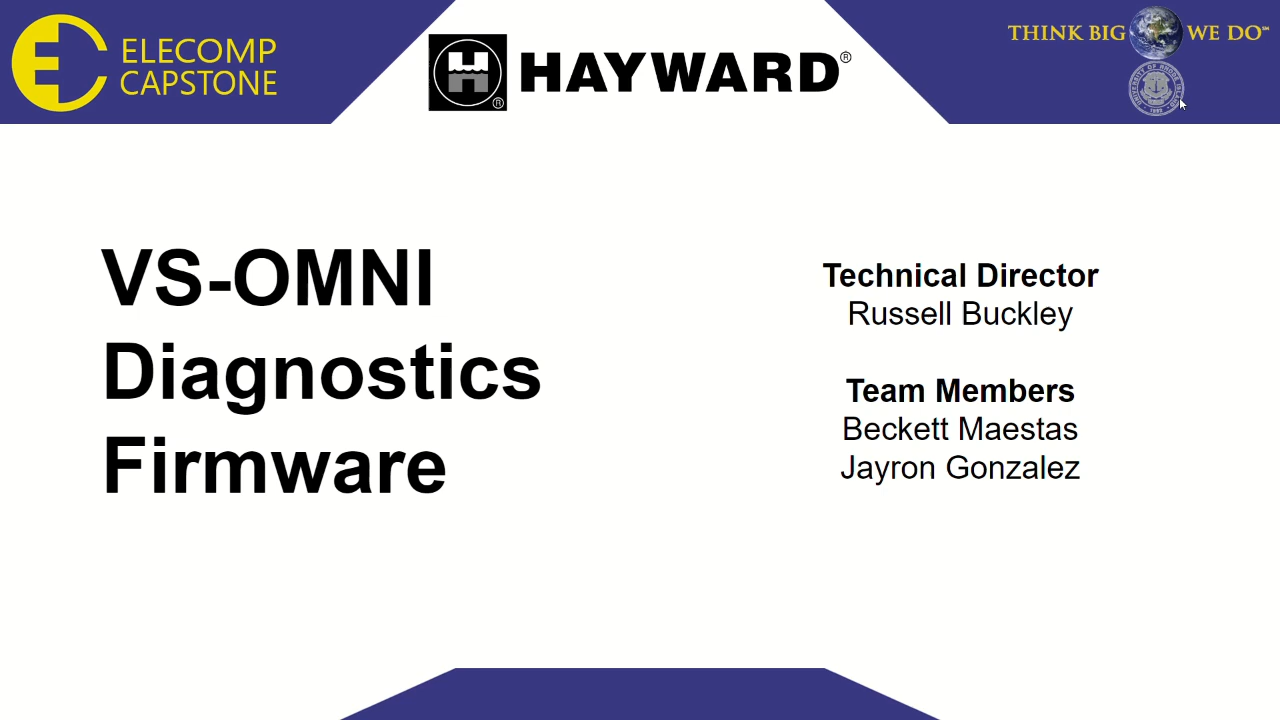 ELECOMP
CAPSTONE
HAYWARD®
THINK BIG WE DO℠
VS-OMNI
Diagnostics
Firmware
Technical Director
Russell Buckley
Team Members
Beckett Maestas
Jayron Gonzalez